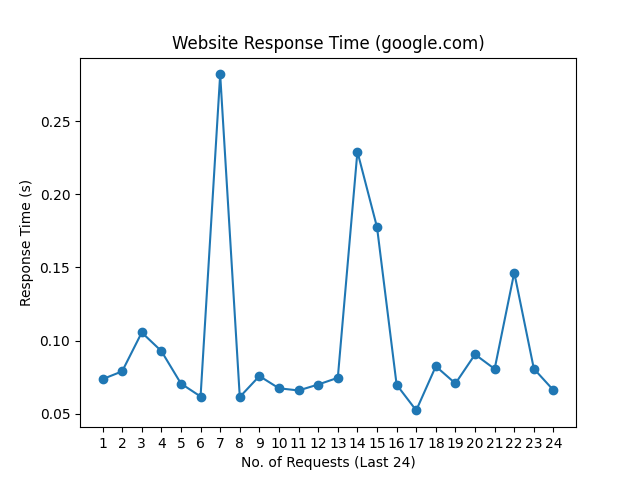 Website Response Time (google.com)
Response Time (s)
0.25
0.20
0.15
0.10
0.05
1 2 3 4 5 6 7 8 9 10 11 12 13 14 15 16 17 18 19 20 21 22 23 24
No. of Requests (Last 24)